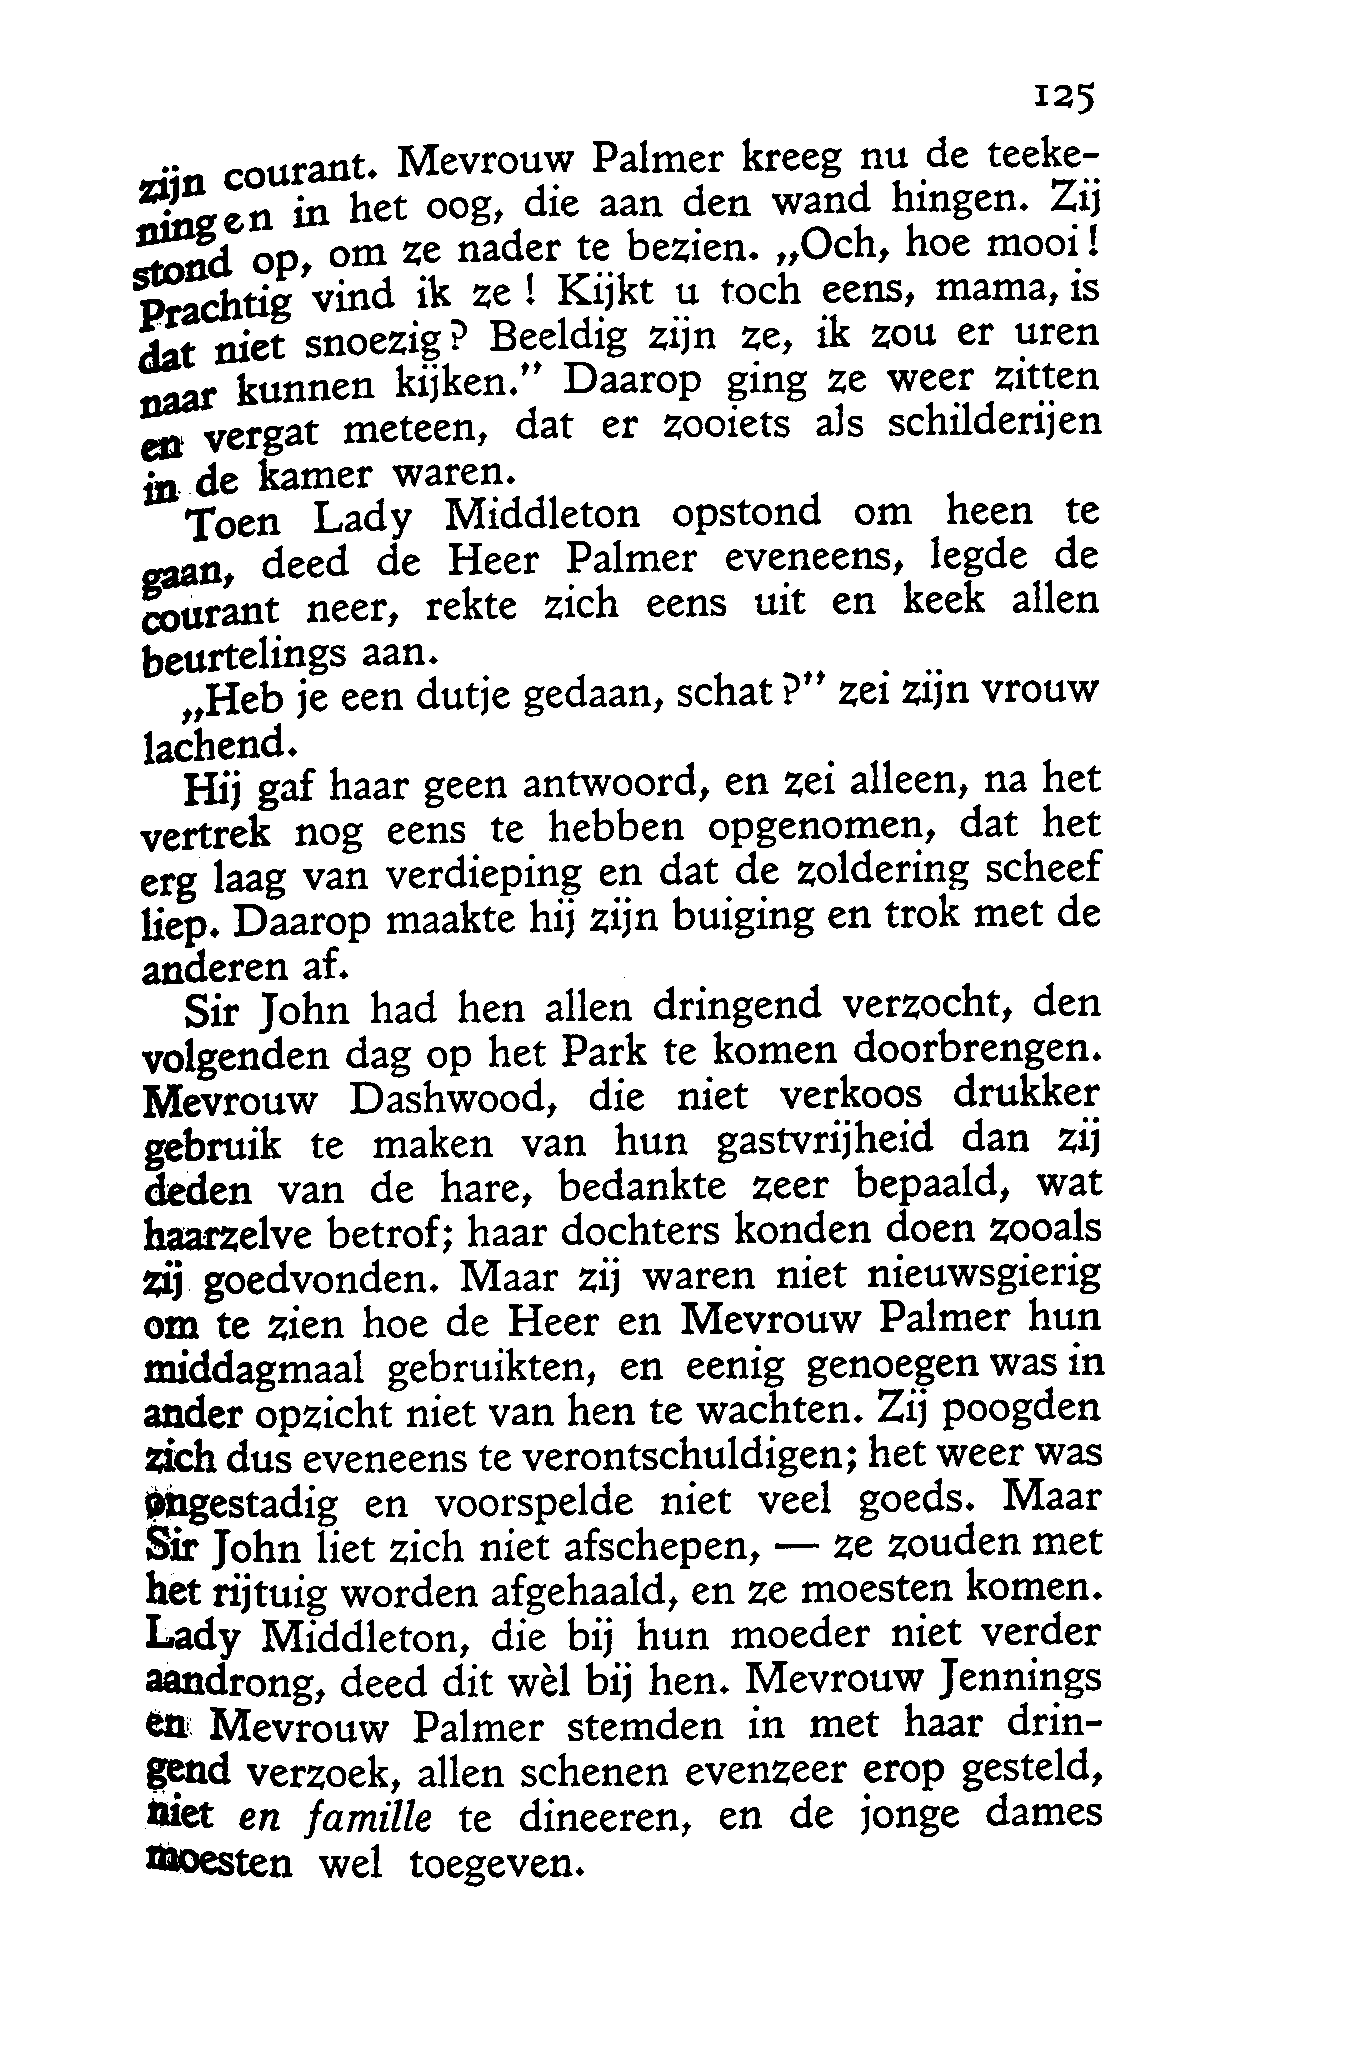 125
zijn courant. Mevrouw Palmer kreeg nu de teeke-
ningen in het oog, die aan den wand hingen. Zij
stond op, om ze nader te bezien. „Och, hoe mooi!
Prachtig vind ik ze! Kijkt u toch eens, mama, is
dat niet snoezig? Beeldig zijn ze, ik zou er uren
naar kunnen kijken.” Daarop ging ze weer zitten
en vergat meteen, dat er zooiets als schilderijen
in de kamer waren.
Toen Lady Middleton opstond om heen te
gaan, deed de Heer Palmer eveneens, legde de
courant neer, rekte zich eens uit en keek allen
beurtelings aan.
„Heb je een dutje gedaan, schat?” zei zijn vrouw
lachend.
Hij gaf haar geen antwoord, en zei alleen, na het
vertrek nog eens te hebben opgenomen, dat het
erg laag van verdieping en dat de zoldering scheef
liep. Daarop maakte hij zijn buiging en trok met de
anderen af.
Sir John had hen allen dringend verzocht, den
volgenden dag op het Park te komen doorbrengen.
Mevrouw Dashwood, die niet verkoos drukker
gebruik te maken van hun gastvrijheid dan zij
deden van de hare, bedankte zeer bepaald, wat
haarzelve betrof; haar dochters konden doen zooals
zij goedvonden. Maar zij waren niet nieuwsgierig
om te zien hoe de Heer en Mevrouw Palmer hun
middagmaal gebruikten, en eenig genoegen was in
ander opzicht niet van hen te wachten. Zij poogden
zich dus eveneens te verontschuldigen; het weer was
ongestadig en voorspelde niet veel goeds. Maar
Sir John liet zich niet afschepen, — ze zouden met
het rijtuig worden afgehaald, en ze moesten komen.
Lady Middleton, die bij hun moeder niet verder
aandrong, deed dit wèl bij hen. Mevrouw Jennings
en Mevrouw Palmer stemden in met haar drin-
gend verzoek, allen schenen evenzeer erop gesteld,
niet en famille te dineeren, en de jonge dames
moesten wel toegeven.